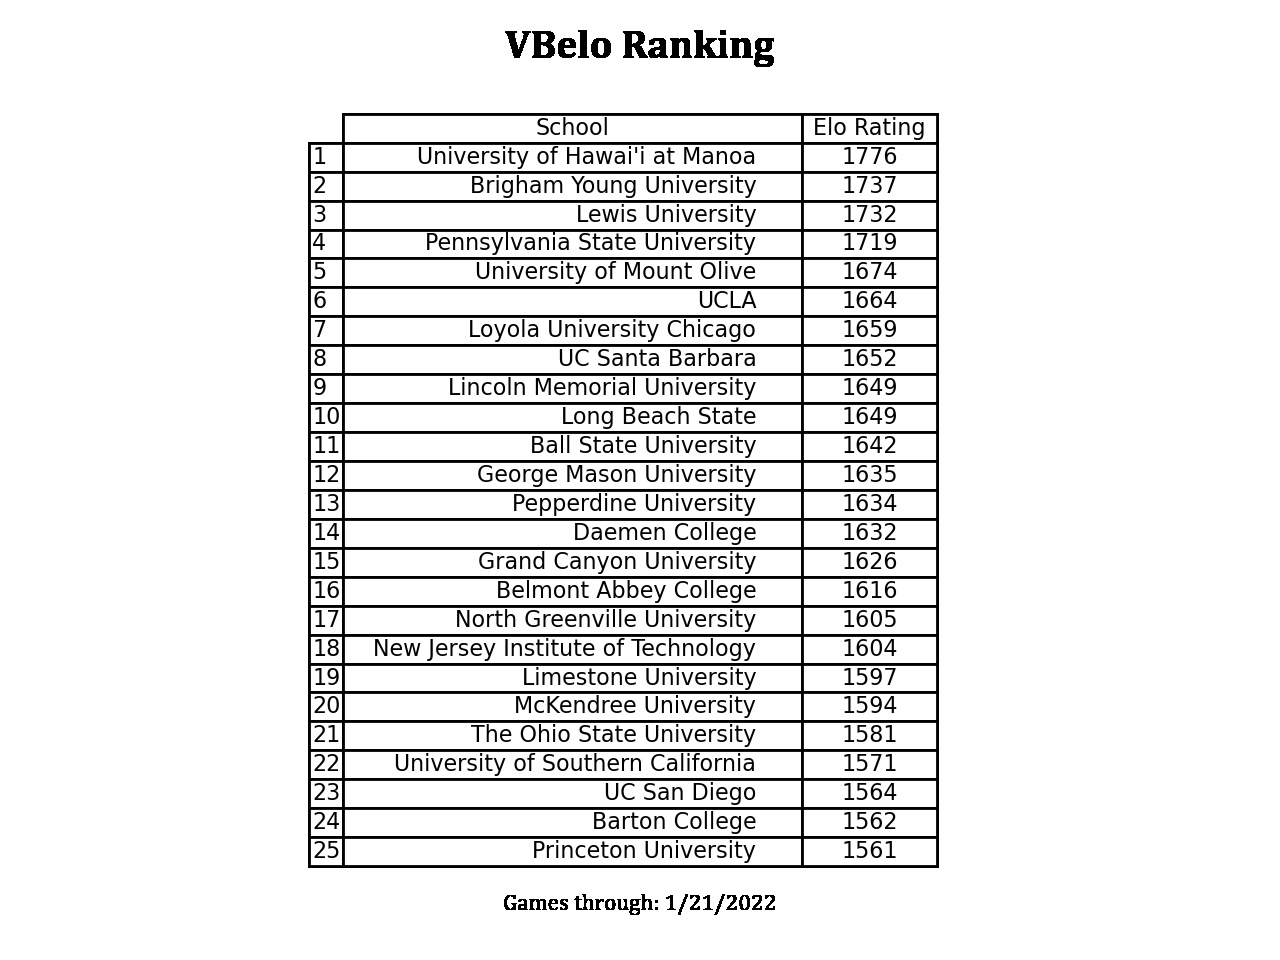 VBelo Ranking
School Elo Rating
1 University of Hawai'i at Manoa 1776
2 Brigham Young University 1737
3 Lewis University 1732
4 Pennsylvania State University 1719
5 University of Mount Olive 1674
6 UCLA 1664
7 Loyola University Chicago 1659
8 UC Santa Barbara 1652
9 Lincoln Memorial University 1649
10 Long Beach State 1649
11 Ball State University 1642
12 George Mason University 1635
13 Pepperdine University 1634
14 Daemen College 1632
15 Grand Canyon University 1626
16 Belmont Abbey College 1616
17 North Greenville University 1605
18 New Jersey Institute of Technology 1604
19 Limestone University 1597
20 McKendree University 1594
21 The Ohio State University 1581
22 University of Southern California 1571
23 UC San Diego 1564
24 Barton College 1562
25 Princeton University 1561
Games through: 1/21/2022